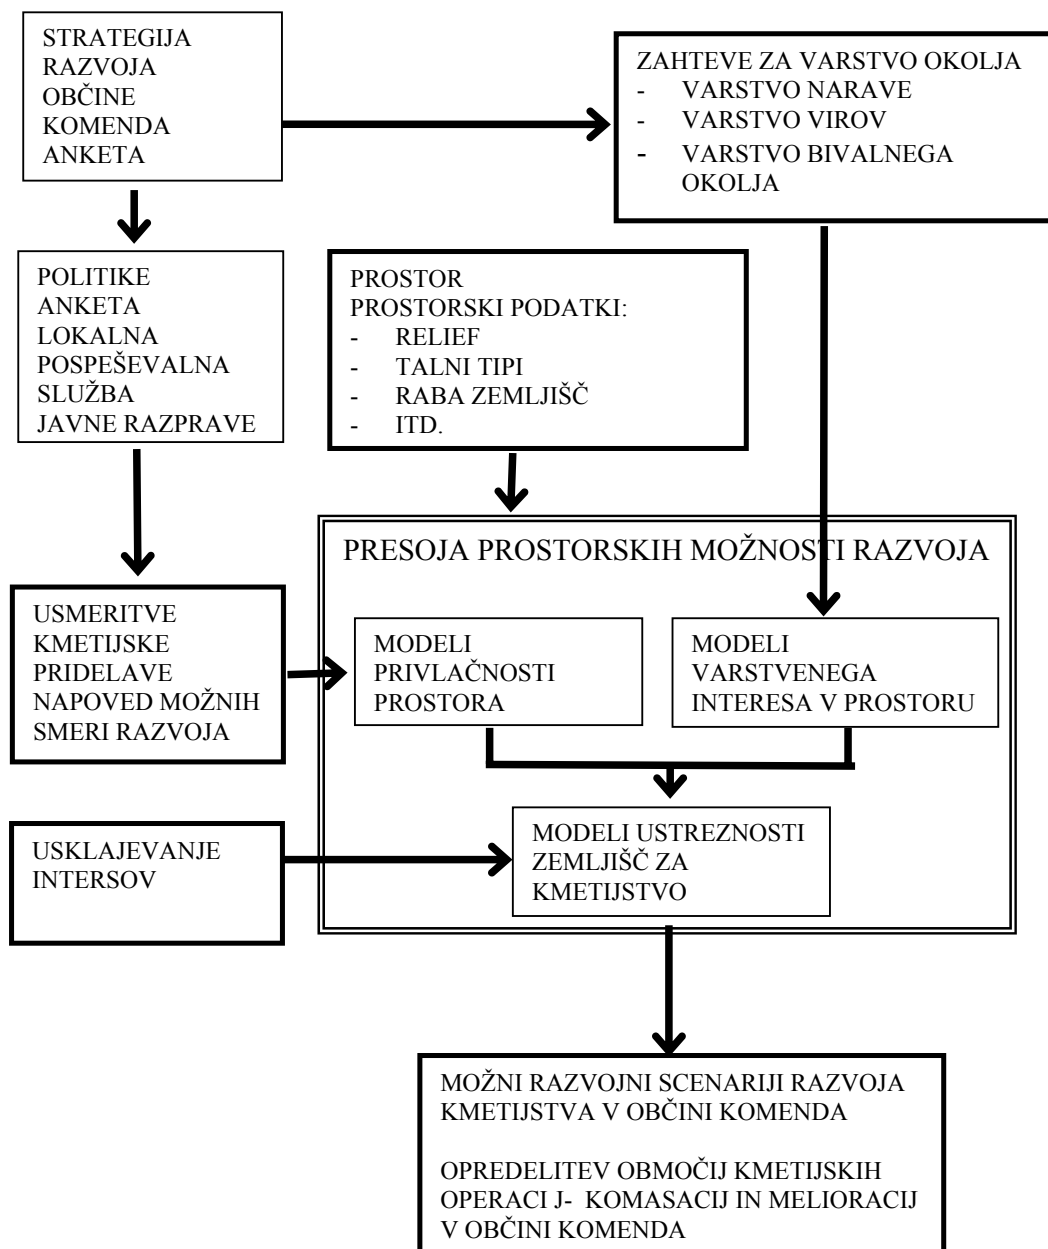 STRATEGIJA
RAZVOJA
OBČINE
KOMENDA
ANKETA
ZAHTEVE ZA VARSTVO OKOLJA
- VARSTVO NARAVE
- VARSTVO VIROV
- VARSTVO BIVALNEGA
OKOLJA
POLITIKE
ANKETA
LOKALNA
POSPEŠEVALNA
SLUŽBA
JAVNE RAZPRAVE
PROSTOR
PROSTORSKI PODATKI:
- RELIEF
- TALNI TIPI
- RABA ZEMLJIŠČ
- ITD.
PRESOJA PROSTORSKIH MOŽNOSTI RAZVOJA
USMERITVE
KMETIJSKE
PRIDELAVE
NAPOVED MOŽNIH
SMERI RAZVOJA
MODELI
PRIVLAČNOSTI
PROSTORA
MODELI
VARSTVENEGA
INTERESA V PROSTORU
USKLAJEVANJE
INTERSOV
MODELI USTREZNOSTI
ZEMLJIŠČ ZA
KMETIJSTVO
MOŽNI RAZVOJNI SCENARIJI RAZVOJA
KMETIJSTVA V OBČINI KOMENDA
OPREDELITEV OBMOČIJ KMETIJSKIH
OPERACI J- KOMASACIJ IN MELIORACIJ
V OBČINI KOMENDA